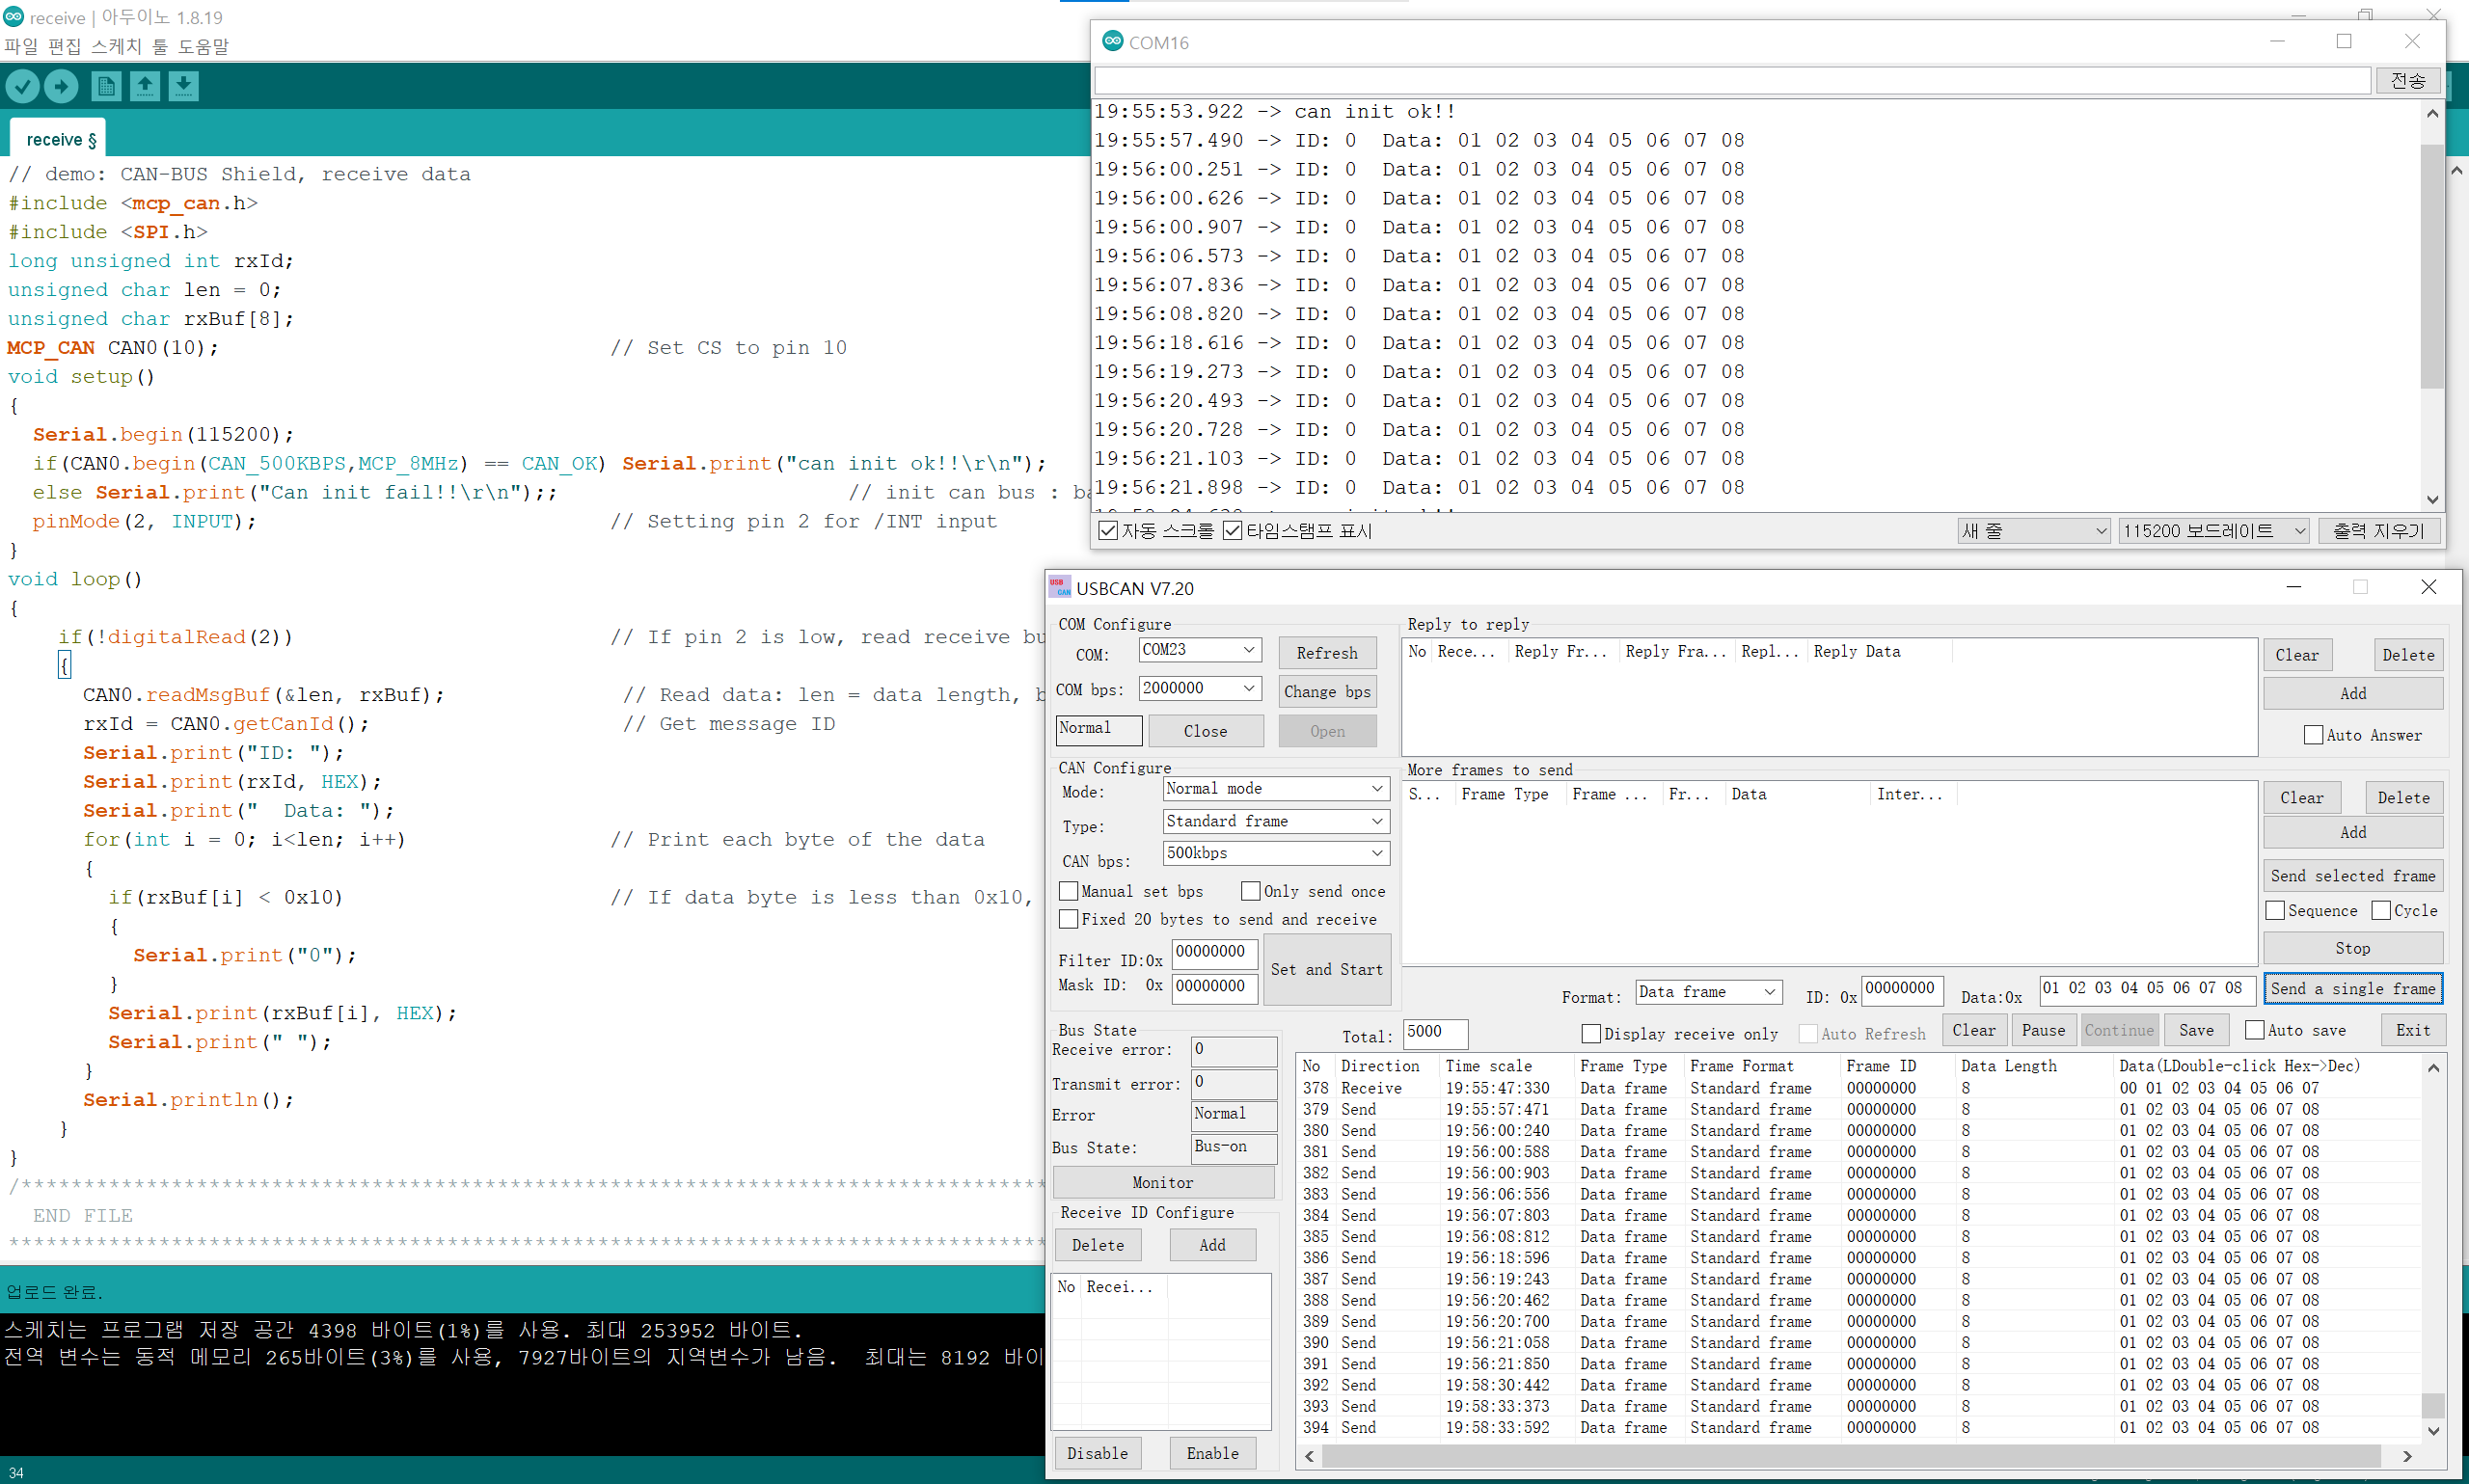 receive | 아두이노 1.8.19
파일 편집 스케치 툴 도움말
receive §
// demo: CAN-BUS Shield, receive data
#include <mcp_can.h>
#include <SPI.h>
long unsigned int rxId;
unsigned char len = 0;
unsigned char rxBuf[8];
MCP_CAN CAN0(10); // Set CS to pin 10
void setup()
{
Serial.begin(115200);
if(CAN0.begin(CAN_500KBPS,MCP_8MHz) == CAN_OK) Serial.print("can init ok!!\r\n");
else Serial.print("Can init fail!!\r\n");; // init can bus :
pinMode(2, INPUT); // Setting pin 2 for /INT input
}
void loop()
{
if(!digitalRead(2)) // If pin 2 is low, read receive
{
CAN0.readMsgBuf(&len, rxBuf); // Read data: len = data length,
rxId = CAN0.getCanId(); // Get message ID
Serial.print("ID: ");
Serial.print(rxId, HEX);
Serial.print("  Data: ");
for(int i = 0; i<len; i++) // Print each byte of the data
{
if(rxBuf[i] < 0x10) // If data byte is less than 0x10,
{
Serial.print("0");
}
Serial.print(rxBuf[i], HEX);
Serial.print(" ");
}
Serial.println();
}
}
/*********************************************************************************
END FILE
***********************************************************************************
업로드 완료.
스케치는 프로그램 저장 공간 4398 바이트(1%)를 사용. 최대 253952 바이트.
전역 변수는 동적 메모리 265바이트(3%)를 사용, 7927바이트의 지역변수가 남음.  최대는 8192 바이
34
COM16
전송
19:55:53.922 -> can init ok!!
19:55:57.490 -> ID: 0  Data: 01 02 03 04 05 06 07 08
19:56:00.251 -> ID: 0  Data: 01 02 03 04 05 06 07 08
19:56:00.626 -> ID: 0  Data: 01 02 03 04 05 06 07 08
19:56:00.907 -> ID: 0  Data: 01 02 03 04 05 06 07 08
19:56:06.573 -> ID: 0  Data: 01 02 03 04 05 06 07 08
19:56:07.836 -> ID: 0  Data: 01 02 03 04 05 06 07 08
19:56:08.820 -> ID: 0  Data: 01 02 03 04 05 06 07 08
19:56:18.616 -> ID: 0  Data: 01 02 03 04 05 06 07 08
19:56:19.273 -> ID: 0  Data: 01 02 03 04 05 06 07 08
19:56:20.493 -> ID: 0  Data: 01 02 03 04 05 06 07 08
19:56:20.728 -> ID: 0  Data: 01 02 03 04 05 06 07 08
19:56:21.103 -> ID: 0  Data: 01 02 03 04 05 06 07 08
19:56:21.898 -> ID: 0  Data: 01 02 03 04 05 06 07 08
자동 스크롤 타임스탬프 표시 새 줄 115200 보드레이트 출력 지우기
USB CAN USBCAN V7.20
COM Configure
COM: COM23 Refresh
COM bps: 2000000 Change bps
Normal Close Open
CAN Configure
Mode: Normal mode
Type: Standard frame
CAN bps: 500kbps
Manual set bps Only send once
Fixed 20 bytes to send and receive
Filter ID:0x 00000000 Set and Start
Mask ID: 0x 00000000
Bus State
Receive error: 0
Transmit error: 0
Error Normal
Bus State: Bus-on
Monitor
Receive ID Configure
Delete Add
No Recei...
Disable Enable
Reply to reply
No Rece... Reply Fr... Reply Fra... Repl... Reply Data
Clear Delete
Add
Auto Answer
More frames to send
S... Frame Type Frame ... Fr... Data Inter...
Clear Delete
Add
Send selected frame
Sequence Cycle
Stop
Format: Data frame ID: 0x 00000000 Data:0x 01 02 03 04 05 06 07 08 Send a single frame
Total: 5000 Display receive only Auto Refresh Clear Pause Continue Save Auto save Exit
No Direction Time scale Frame Type Frame Format Frame ID Data Length Data(LDouble-click Hex->Dec)
378 Receive 19:55:47:330 Data frame Standard frame 00000000 8 00 01 02 03 04 05 06 07
379 Send 19:55:57:471 Data frame Standard frame 00000000 8 01 02 03 04 05 06 07 08
380 Send 19:56:00:240 Data frame Standard frame 00000000 8 01 02 03 04 05 06 07 08
381 Send 19:56:00:588 Data frame Standard frame 00000000 8 01 02 03 04 05 06 07 08
382 Send 19:56:00:903 Data frame Standard frame 00000000 8 01 02 03 04 05 06 07 08
383 Send 19:56:06:556 Data frame Standard frame 00000000 8 01 02 03 04 05 06 07 08
384 Send 19:56:07:803 Data frame Standard frame 00000000 8 01 02 03 04 05 06 07 08
385 Send 19:56:08:812 Data frame Standard frame 00000000 8 01 02 03 04 05 06 07 08
386 Send 19:56:18:596 Data frame Standard frame 00000000 8 01 02 03 04 05 06 07 08
387 Send 19:56:19:243 Data frame Standard frame 00000000 8 01 02 03 04 05 06 07 08
388 Send 19:56:20:462 Data frame Standard frame 00000000 8 01 02 03 04 05 06 07 08
389 Send 19:56:20:700 Data frame Standard frame 00000000 8 01 02 03 04 05 06 07 08
390 Send 19:56:21:058 Data frame Standard frame 00000000 8 01 02 03 04 05 06 07 08
391 Send 19:56:21:850 Data frame Standard frame 00000000 8 01 02 03 04 05 06 07 08
392 Send 19:58:30:442 Data frame Standard frame 00000000 8 01 02 03 04 05 06 07 08
393 Send 19:58:33:373 Data frame Standard frame 00000000 8 01 02 03 04 05 06 07 08
394 Send 19:58:33:592 Data frame Standard frame 00000000 8 01 02 03 04 05 06 07 08